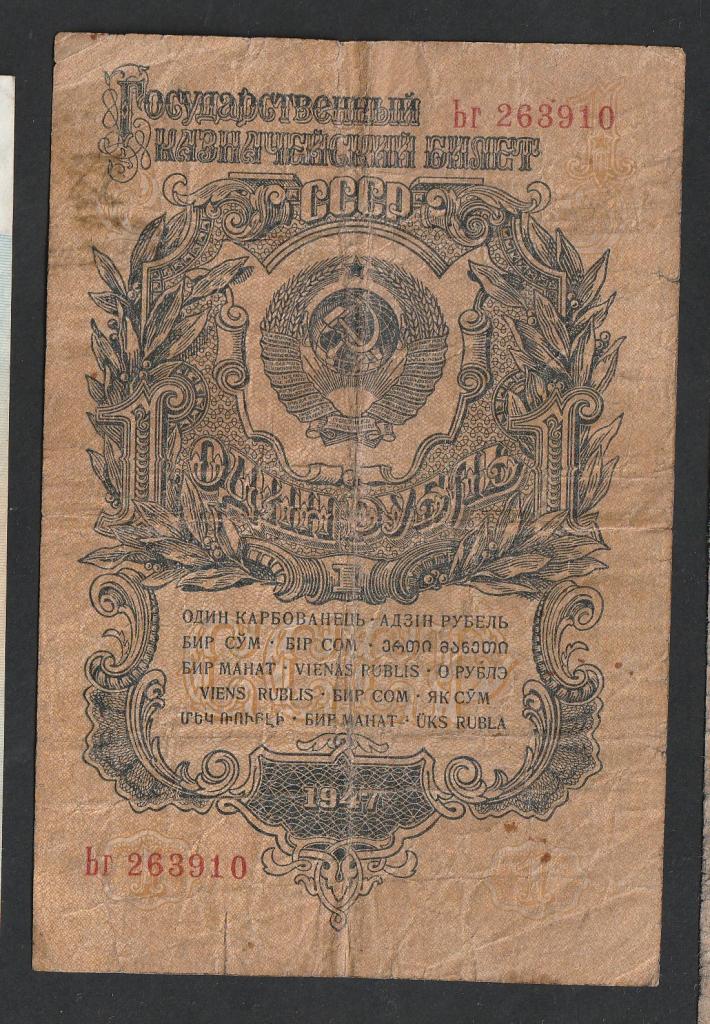 Государственный
Ьг 263910
казначейский билет
СССР
1 1
ОДИН РУБЛЬ
1
ОДИН КАРБОВАНЕЦЬ · АДЗІН РУБЕЛЬ
БИР СЎМ · БІР СОМ · ერთი მანეთი
БИР МАНАТ · VIENAS RUBLIS · О РУБЛЭ
VIENS RUBLIS · БИР СОМ · ЯК СӮМ
ՄԵԿ ՌՈՒԲԼԻ · БИР МАНАТ · ÜKS RUBLA
1947
Ьг 263910